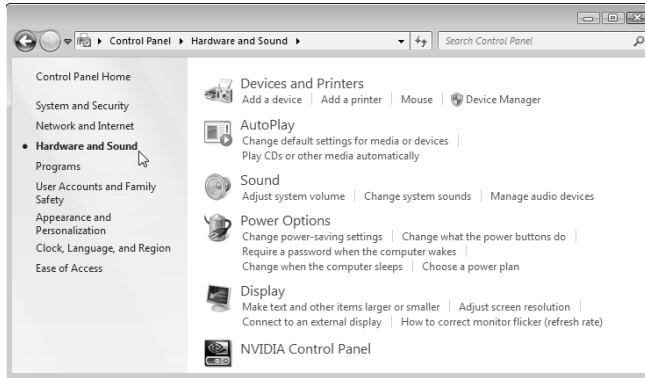 Control Panel Hardware and Sound Search Control Panel
Control Panel Home
System and Security
Network and Internet
Hardware and Sound
Programs
User Accounts and Family
Safety
Appearance and
Personalization
Clock, Language, and Region
Ease of Access
Devices and Printers
Add a device Add a printer Mouse Device Manager
AutoPlay
Change default settings for media or devices
Play CDs or other media automatically
Sound
Adjust system volume Change system sounds Manage audio devices
Power Options
Change power-saving settings Change what the power buttons do
Require a password when the computer wakes
Change when the computer sleeps Choose a power plan
Display
Make text and other items larger or smaller Adjust screen resolution
Connect to an external display How to correct monitor flicker (refresh rate)
NVIDIA Control Panel